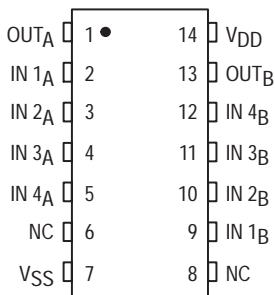 OUTA 1 14 VDD
IN 1A 2 13 OUTB
IN 2A 3 12 IN 4B
IN 3A 4 11 IN 3B
IN 4A 5 10 IN 2B
NC 6 9 IN 1B
VSS 7 8 NC